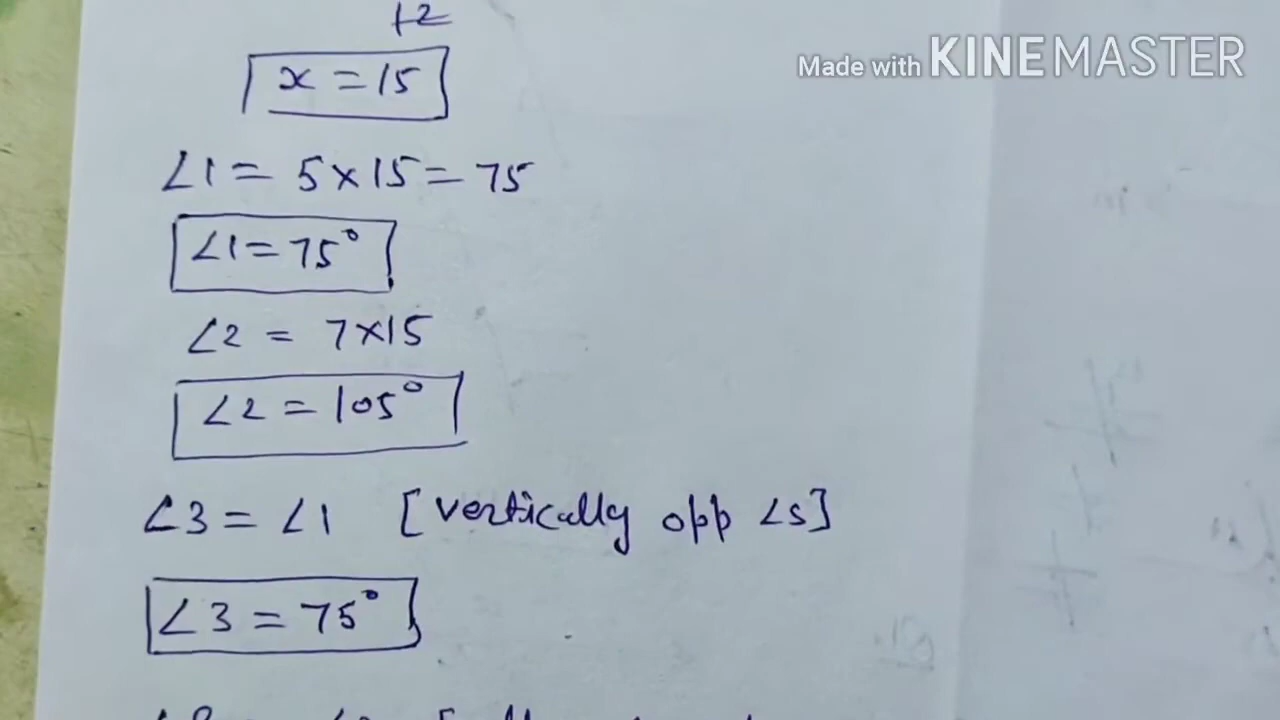 12
x = 15
Made with KINEMASTER
∠1 = 5×15 = 75
∠1 = 75°
∠2 = 7×15
∠2 = 105°
∠3 = ∠1 [vertically opp ∠s]
∠3 = 75°